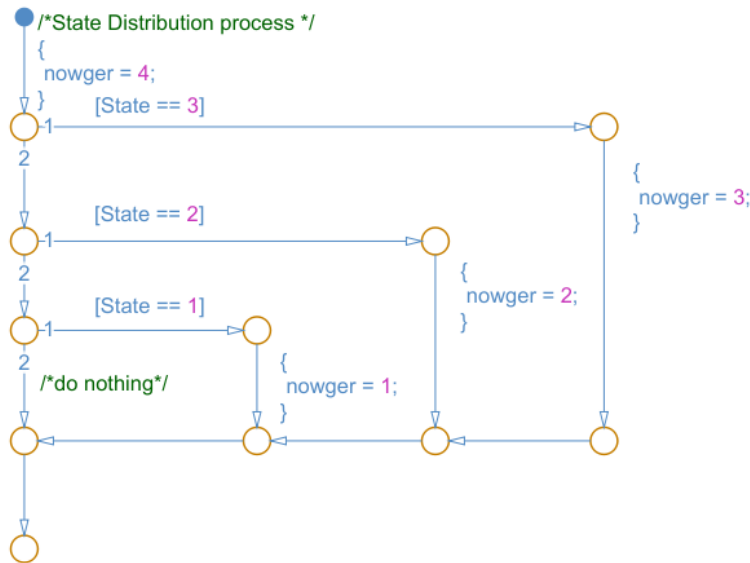 /*State Distribution process */
{
nowger = 4;
}
[State == 3]
1
2
{
nowger = 3;
}
[State == 2]
1
2
{
nowger = 2;
}
[State == 1]
1
2
/*do nothing*/
{
nowger = 1;
}